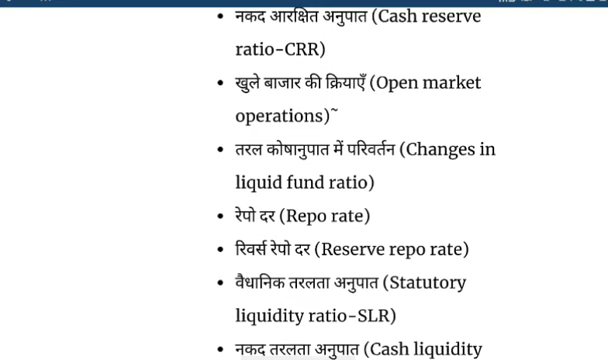 नकद आरक्षित अनुपात (Cash reserve
ratio-CRR)
खुले बाजार की क्रियाएँ (Open market
operations)~
तरल कोषानुपात में परिवर्तन (Changes in
liquid fund ratio)
रेपो दर (Repo rate)
रिवर्स रेपो दर (Reserve repo rate)
वैधानिक तरलता अनुपात (Statutory
liquidity ratio-SLR)
नकद तरलता अनुपात (Cash liquidity